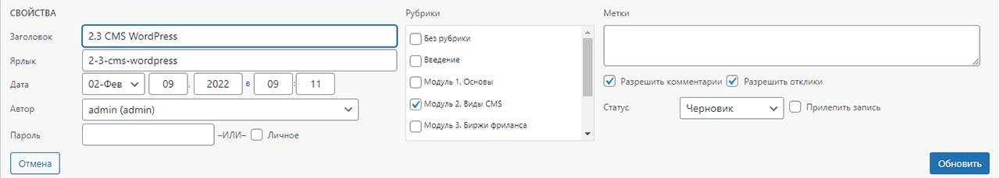 СВОЙСТВА
Заголовок 2.3 CMS WordPress
Ярлык 2-3-cms-wordpress
Дата 02-Фев 09 , 2022 в 09 : 11
Автор admin (admin)
Пароль –ИЛИ– Личное
Отмена
Рубрики
Без рубрики
Введение
Модуль 1. Основы
Модуль 2. Виды CMS
Модуль 3. Биржи фриланса
Метки
Разрешить комментарии Разрешить отклики
Статус Черновик Прилепить запись
Обновить